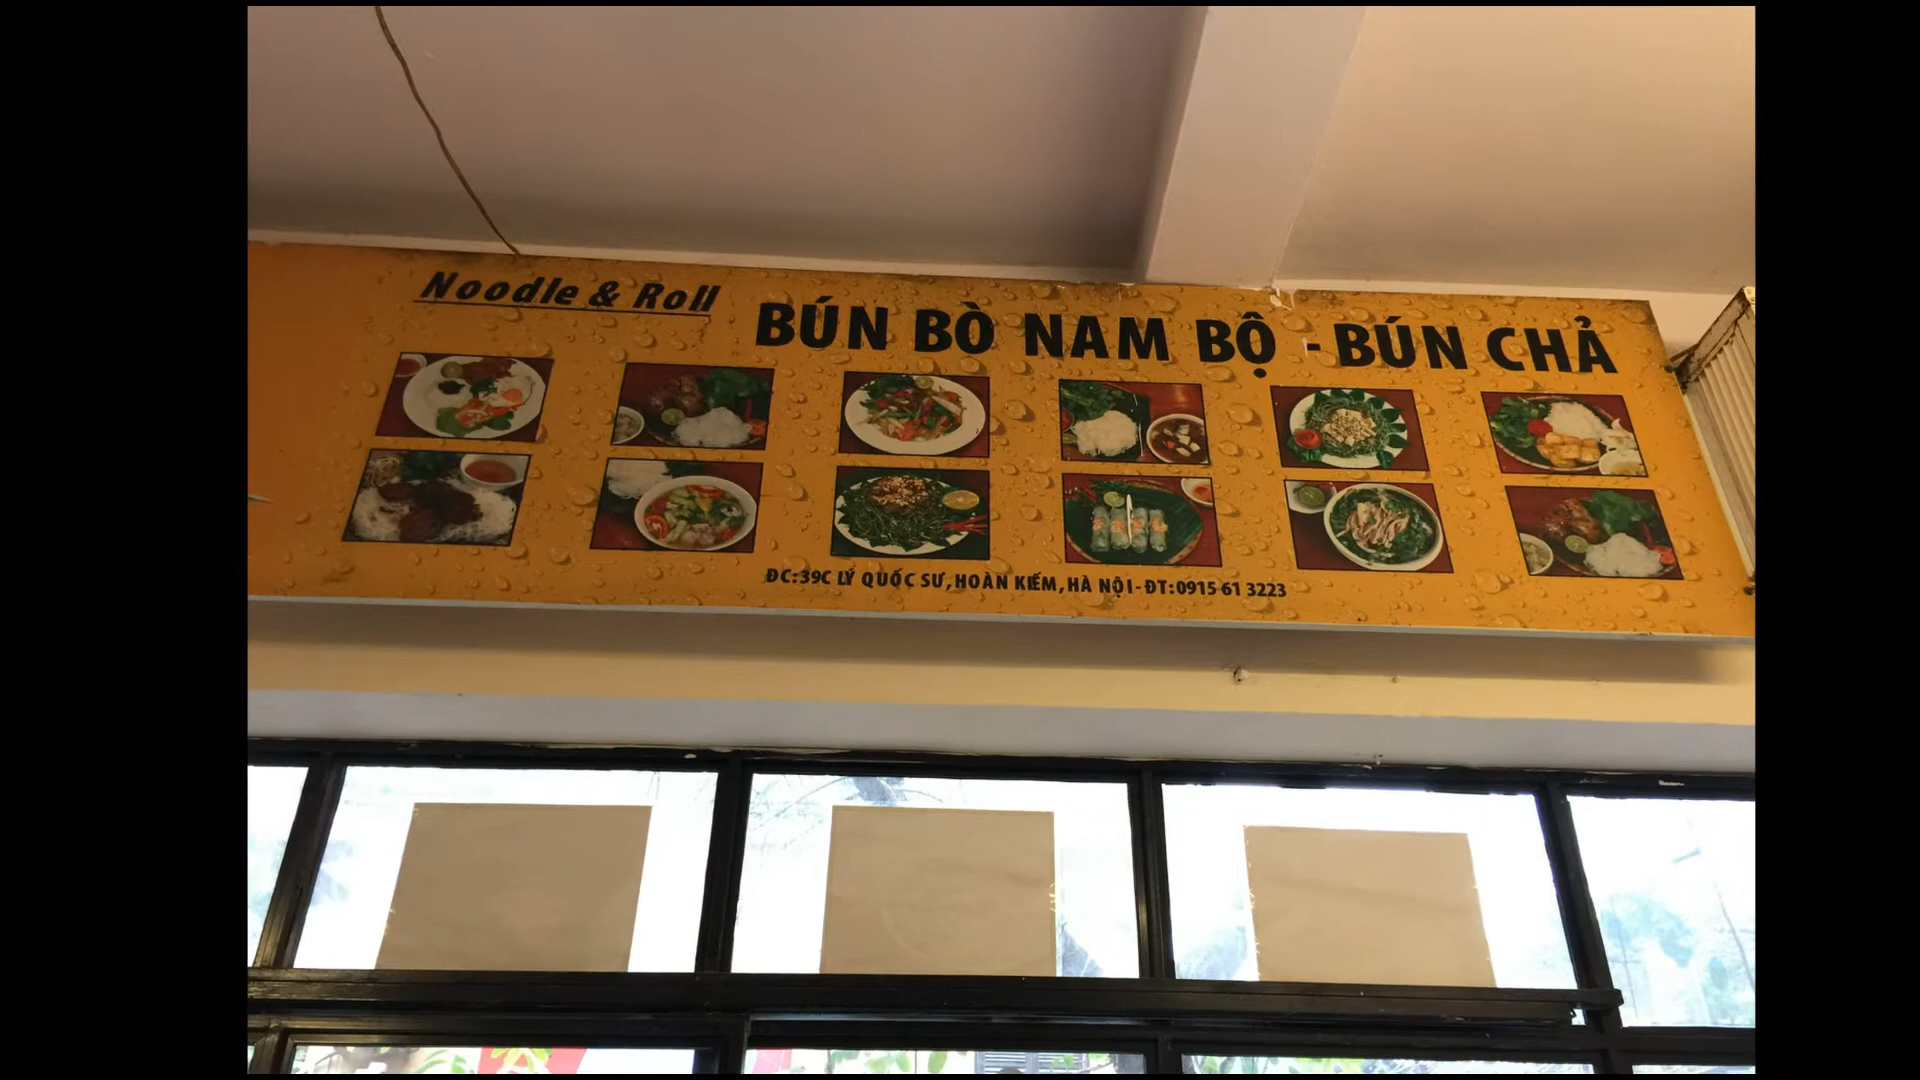 Noodle & Roll
BÚN BÒ NAM BỘ - BÚN CHẢ
ĐC:39C LÝ QUỐC SƯ, HOÀN KIẾM, HÀ NỘI - ĐT:0915 61 3223